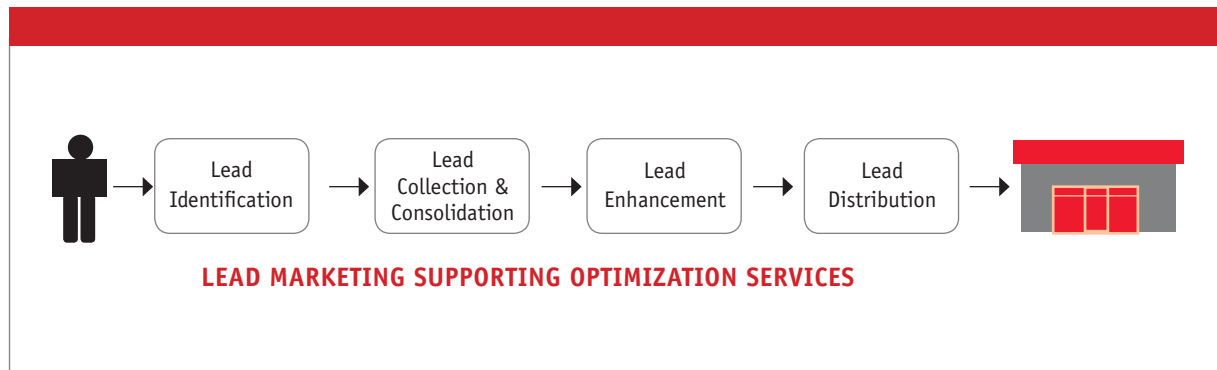 Lead
Identification
Lead
Collection &
Consolidation
Lead
Enhancement
Lead
Distribution
LEAD MARKETING SUPPORTING OPTIMIZATION SERVICES